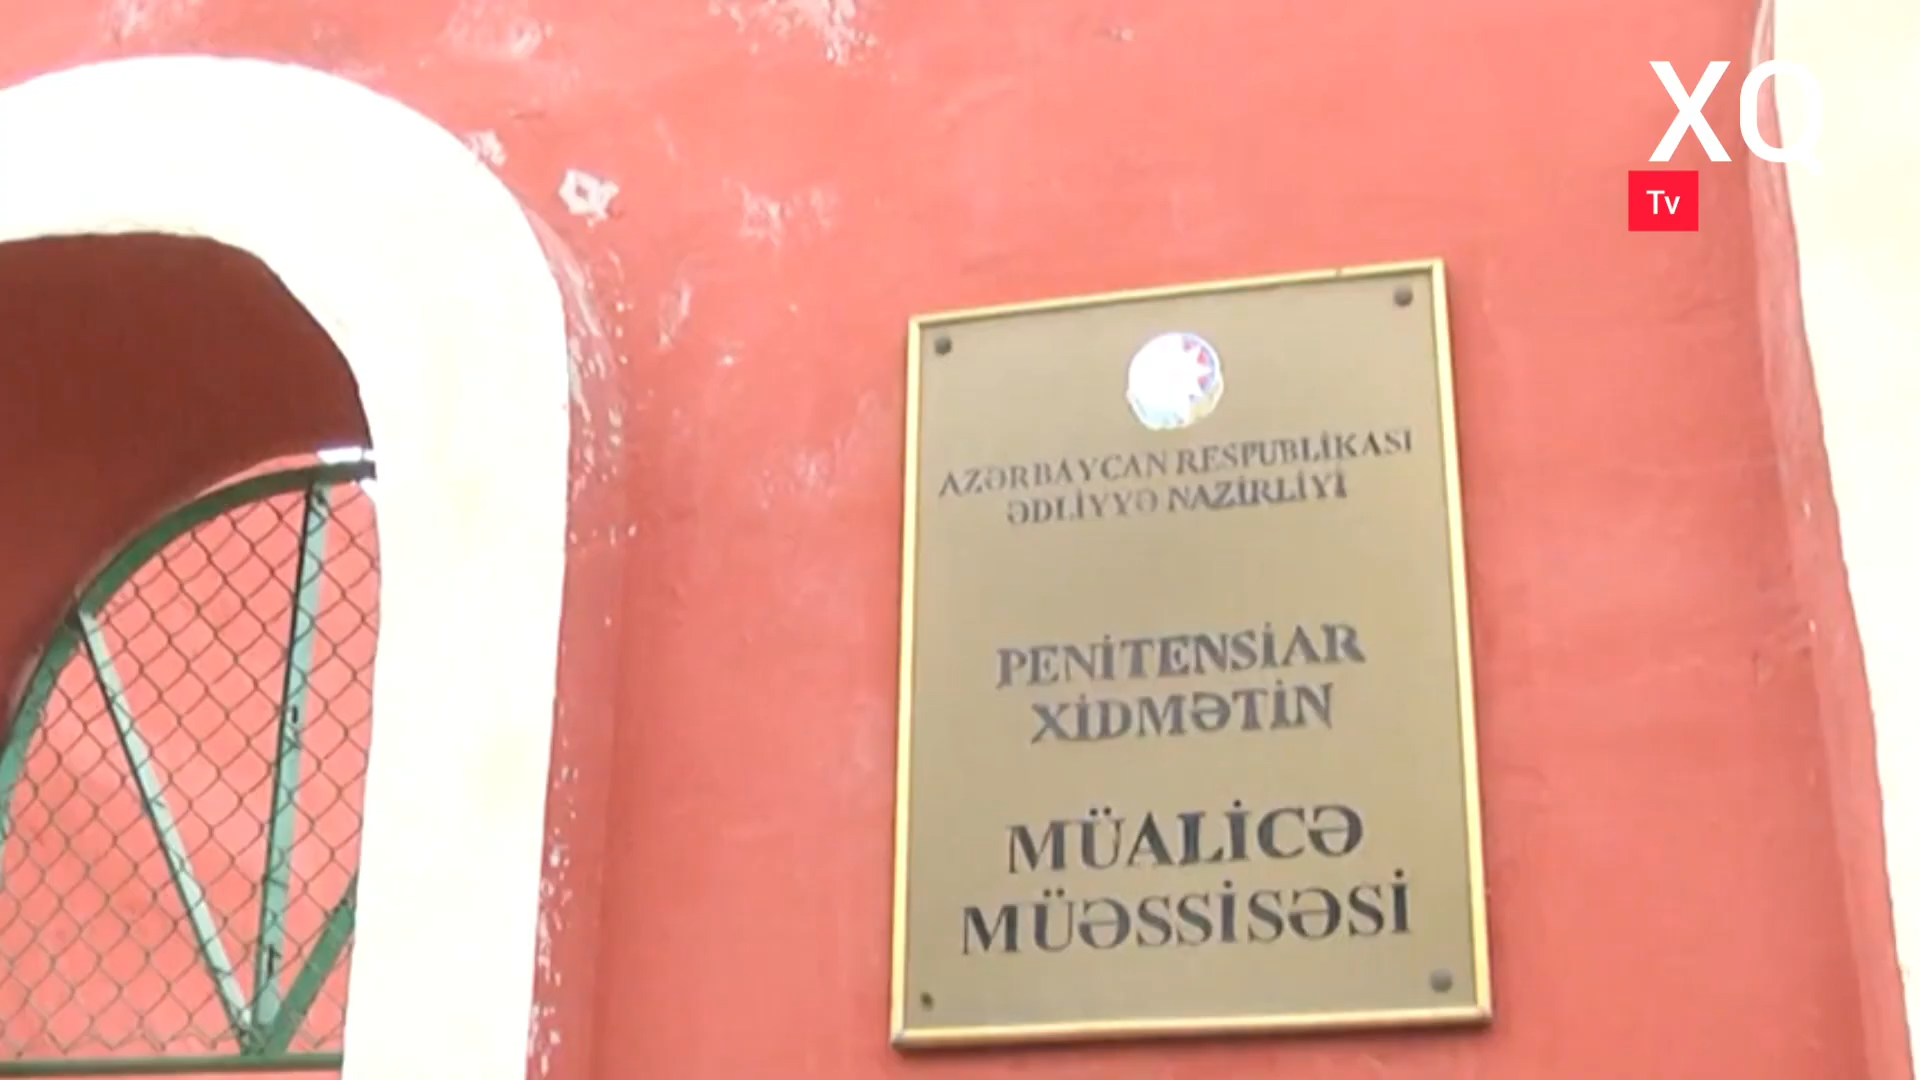 XQ
Tv
AZƏRBAYCAN RESPUBLİKASI
ƏDLİYYƏ NAZİRLİYİ
PENİTENSİAR
XİDMƏTİN
MÜALİCƏ
MÜƏSSİSƏSİ